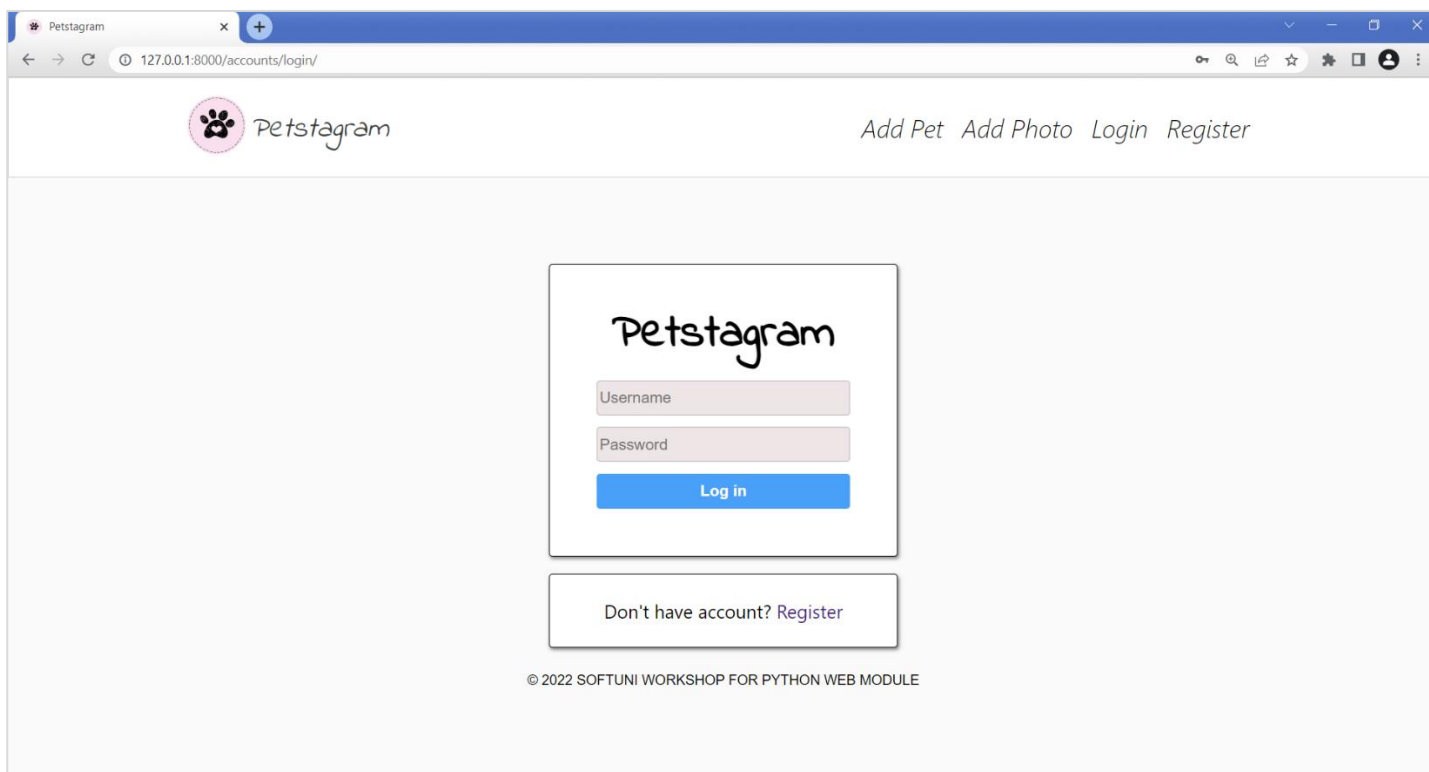 Petstagram
127.0.0.1:8000/accounts/login/
Petstagram
Add Pet Add Photo Login Register
Petstagram
Username
Password
Log in
Don't have account? Register
© 2022 SOFTUNI WORKSHOP FOR PYTHON WEB MODULE